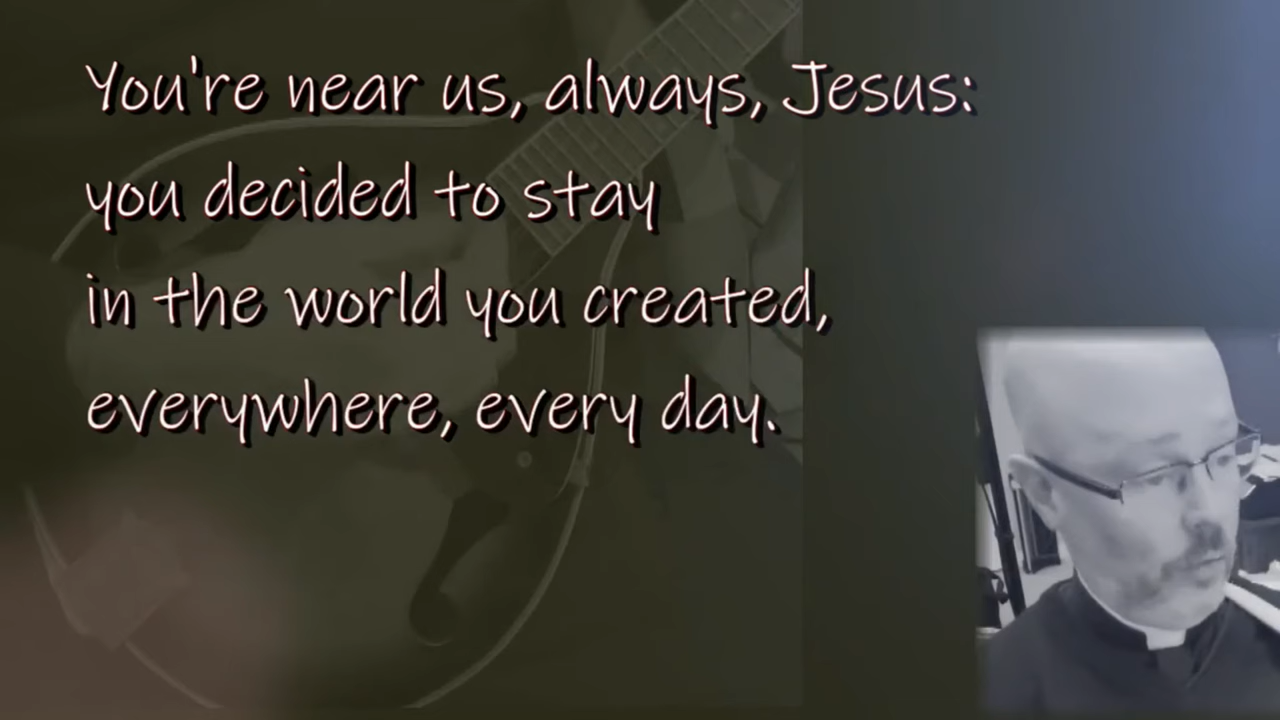 You're near us, always, Jesus:
you decided to stay
in the world you created,
everywhere, every day.